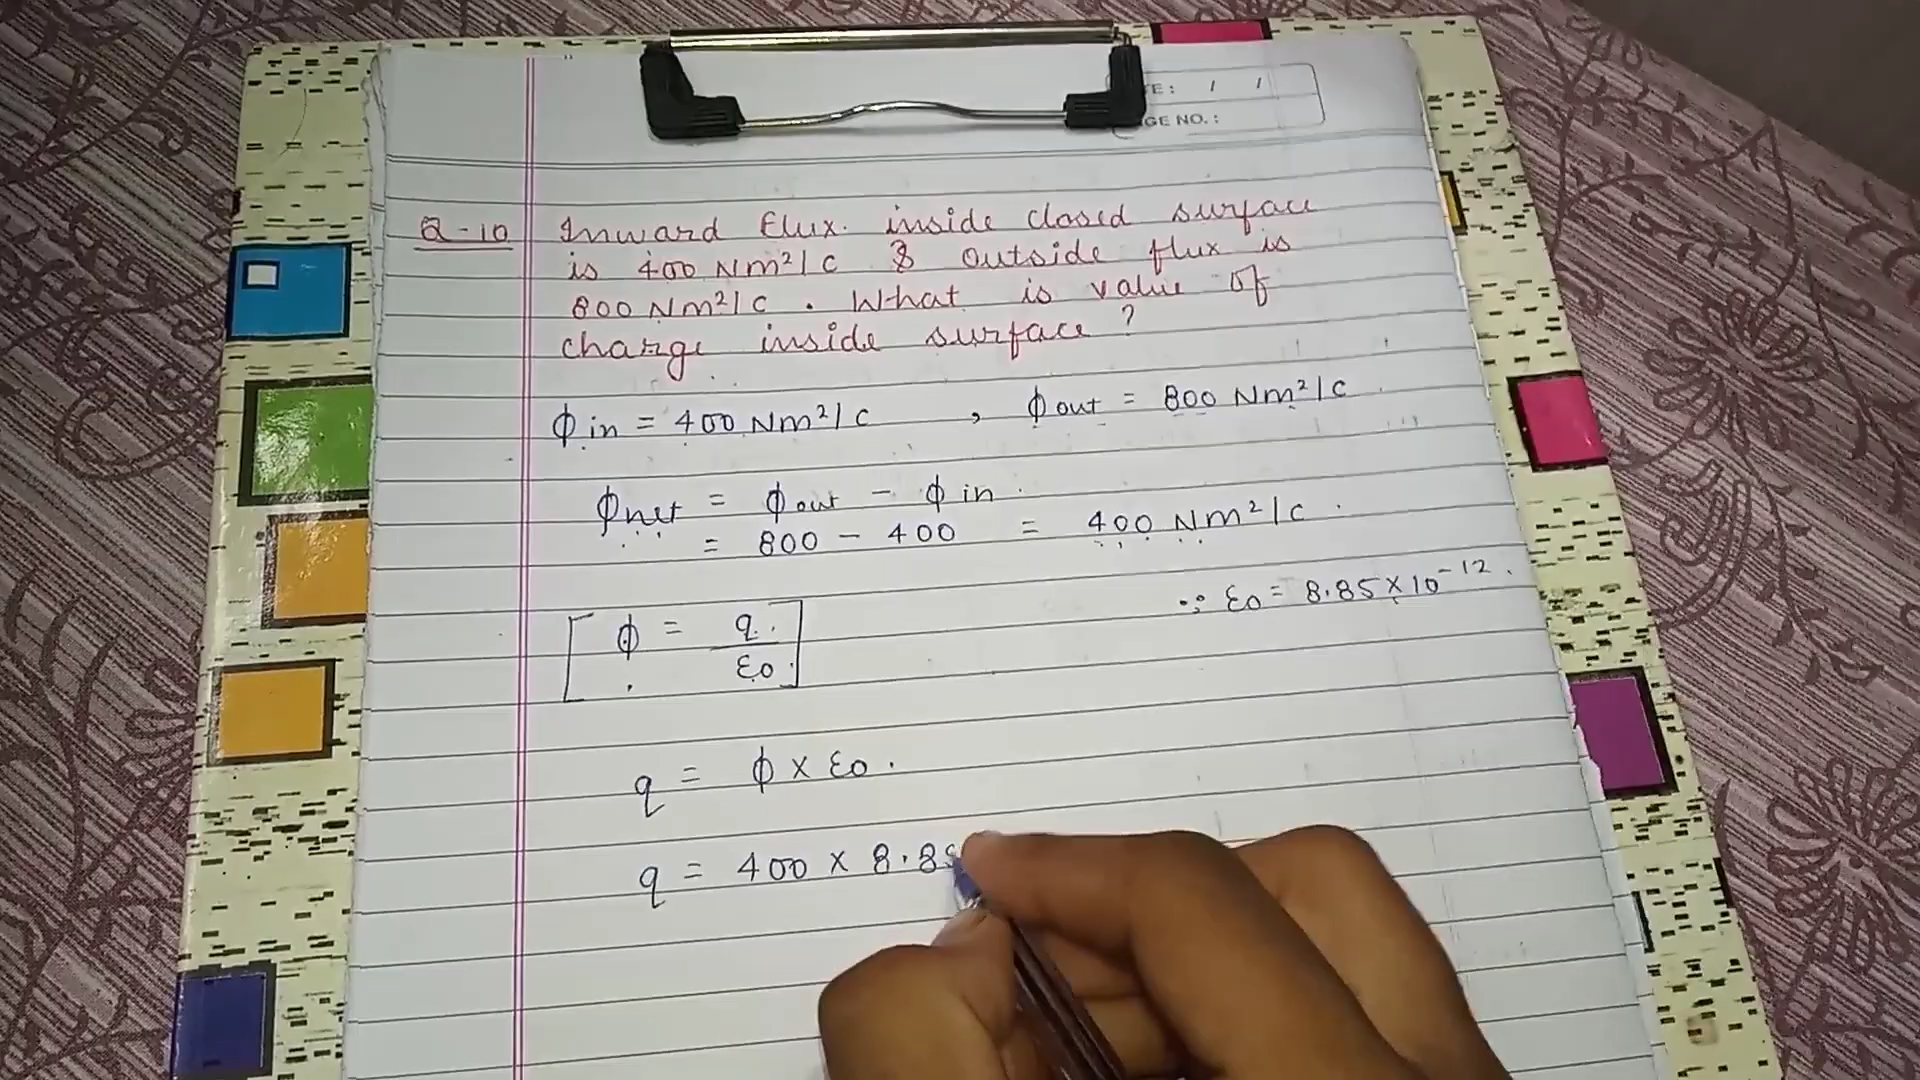 TE: / /
GE NO.:
Q-10 Inward flux. inside closed surface
is 400 Nm²/c & outside flux is
800 Nm²/c. What is value of
charge inside surface?
ϕin = 400 Nm²/c , ϕout = 800 Nm²/c
ϕnet = ϕout - ϕin
= 800 - 400 = 400 Nm²/c.
∵ ε0 = 8.85 × 10⁻¹².
[ϕ = q/ε0]
q = ϕ × ε0.
q = 400 × 8.85